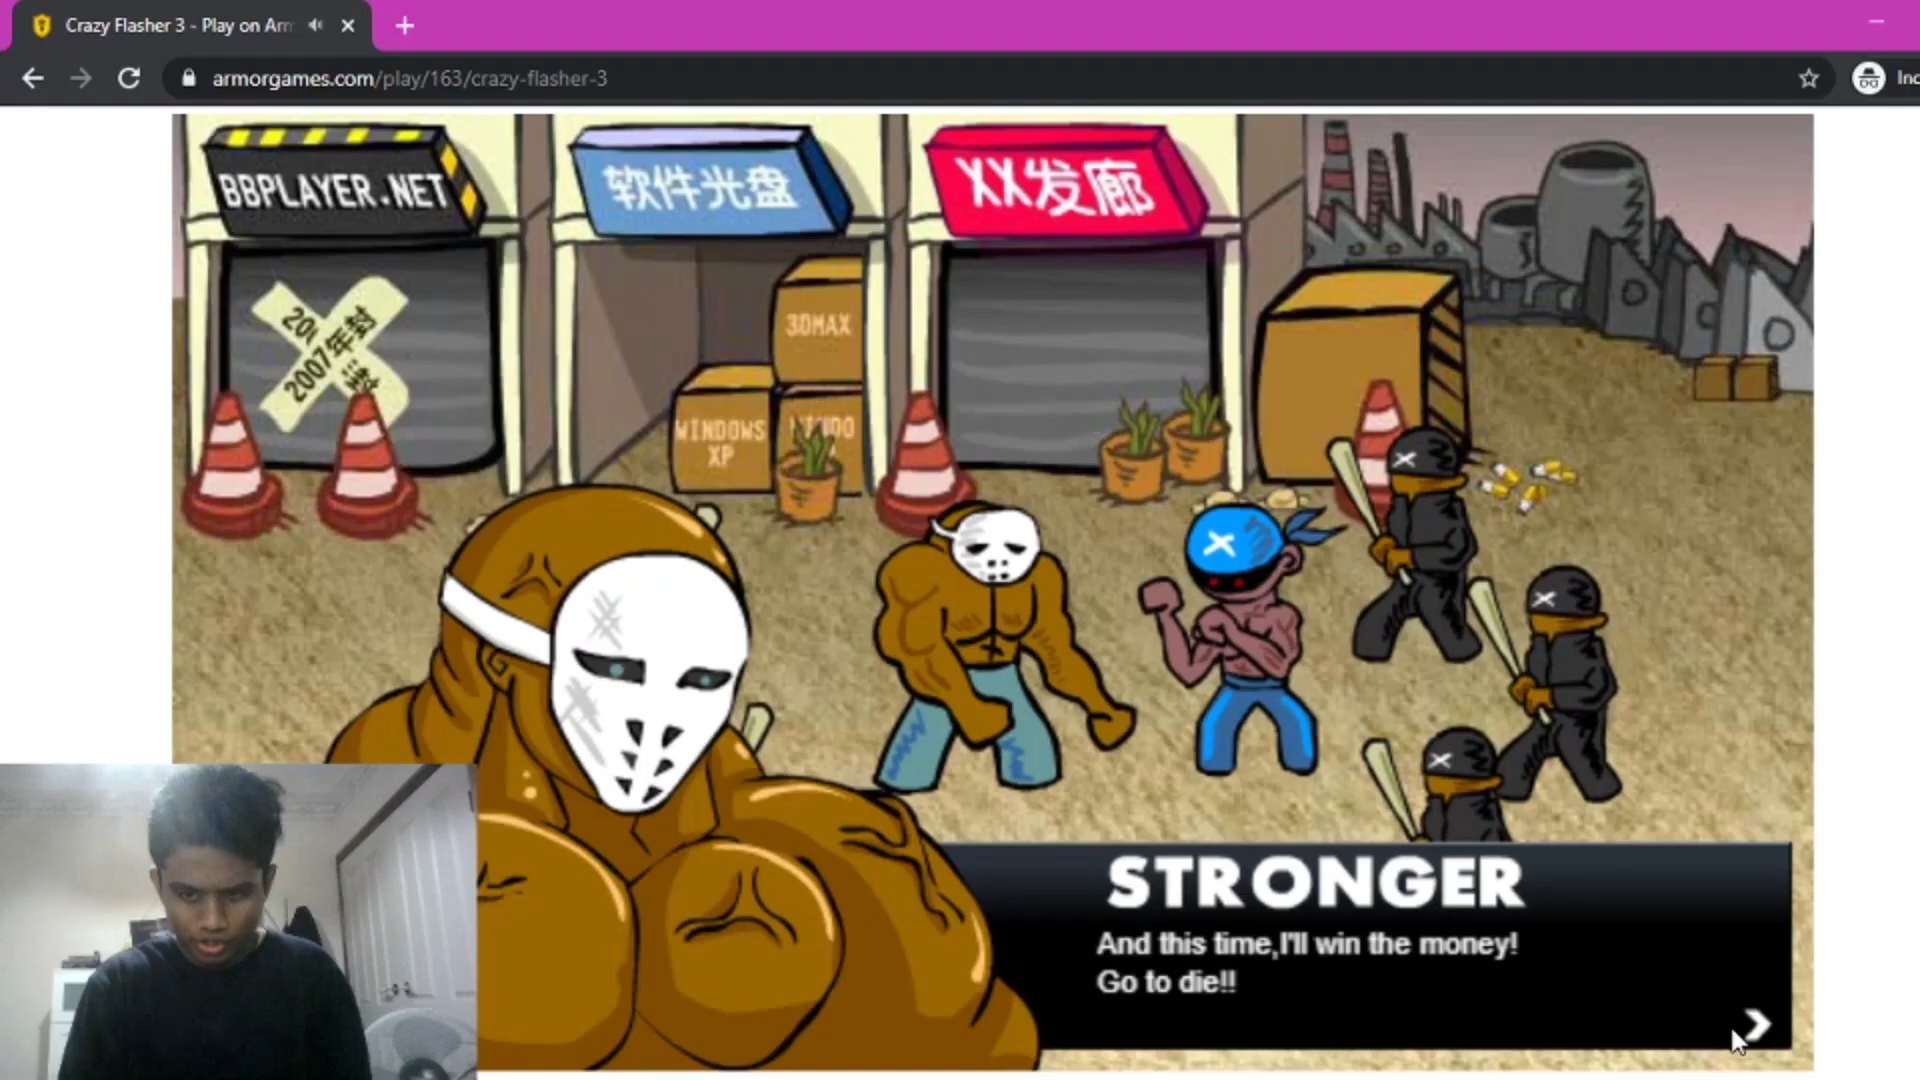 Crazy Flasher 3 - Play on Arm
armorgames.com/play/163/crazy-flasher-3
BBPLAYER.NET
软件光盘
XX发廊
2007年封
3DMAX
WINDOWS
XP
STRONGER
And this time,I'll win the money!
Go to die!!